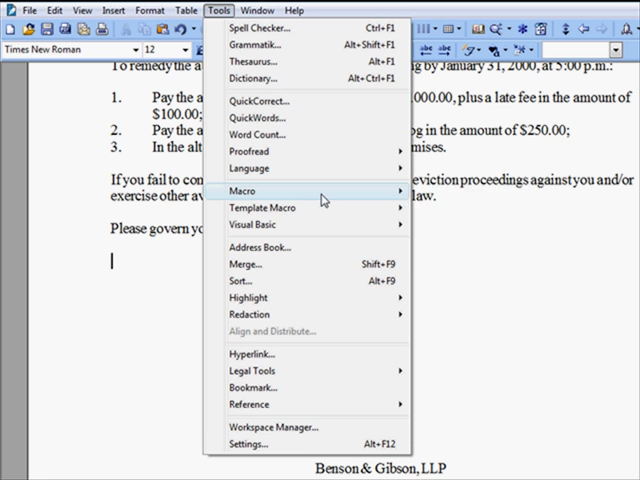 File Edit View Insert Format Table Tools Window Help
Times New Roman 12
Spell Checker... Ctrl+F1
Grammatik... Alt+Shift+F1
Thesaurus... Alt+F1
Dictionary... Alt+Ctrl+F1
QuickCorrect...
QuickWords...
Word Count...
Proofread
Language
Macro
Template Macro
Visual Basic
Address Book...
Merge... Shift+F9
Sort... Alt+F9
Highlight
Redaction
Align and Distribute...
Hyperlink...
Legal Tools
Bookmark...
Reference
Workspace Manager...
Settings... Alt+F12
To remedy the a ng by January 31, 2000, at 5:00 p.m.:
1. Pay the a 000.00, plus a late fee in the amount of
$100.00;
2. Pay the a og in the amount of $250.00;
3. In the alt mises.
If you fail to con eviction proceedings against you and/or
exercise other av law.
Please govern yo
Benson & Gibson, LLP